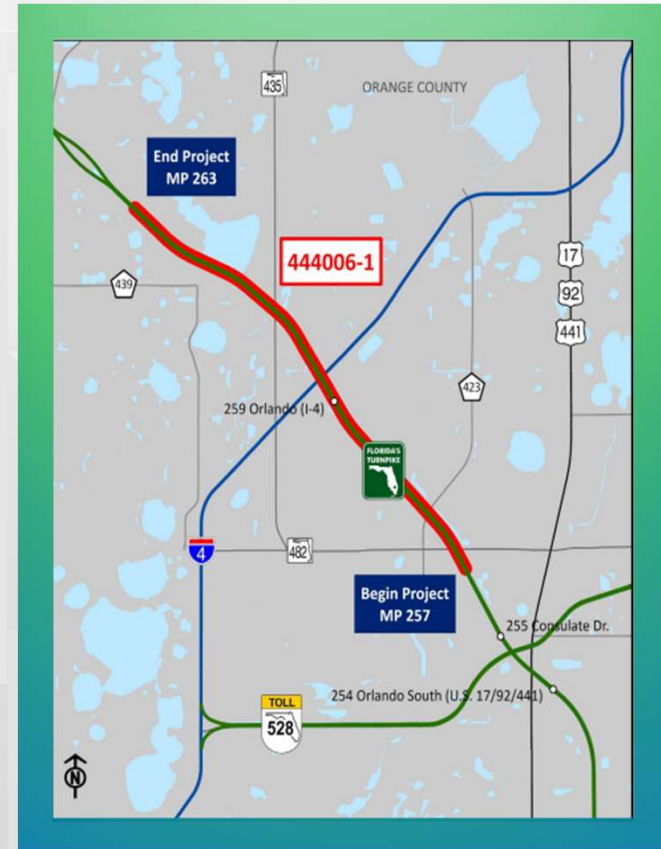 435
ORANGE COUNTY
End Project
MP 263
444006-1
17
92
441
439
423
259 Orlando (I-4)
FLORIDA'S
TURNPIKE
4
482
Begin Project
MP 257
255 Consulate Dr.
254 Orlando South (U.S. 17/92/441)
TOLL
528
N